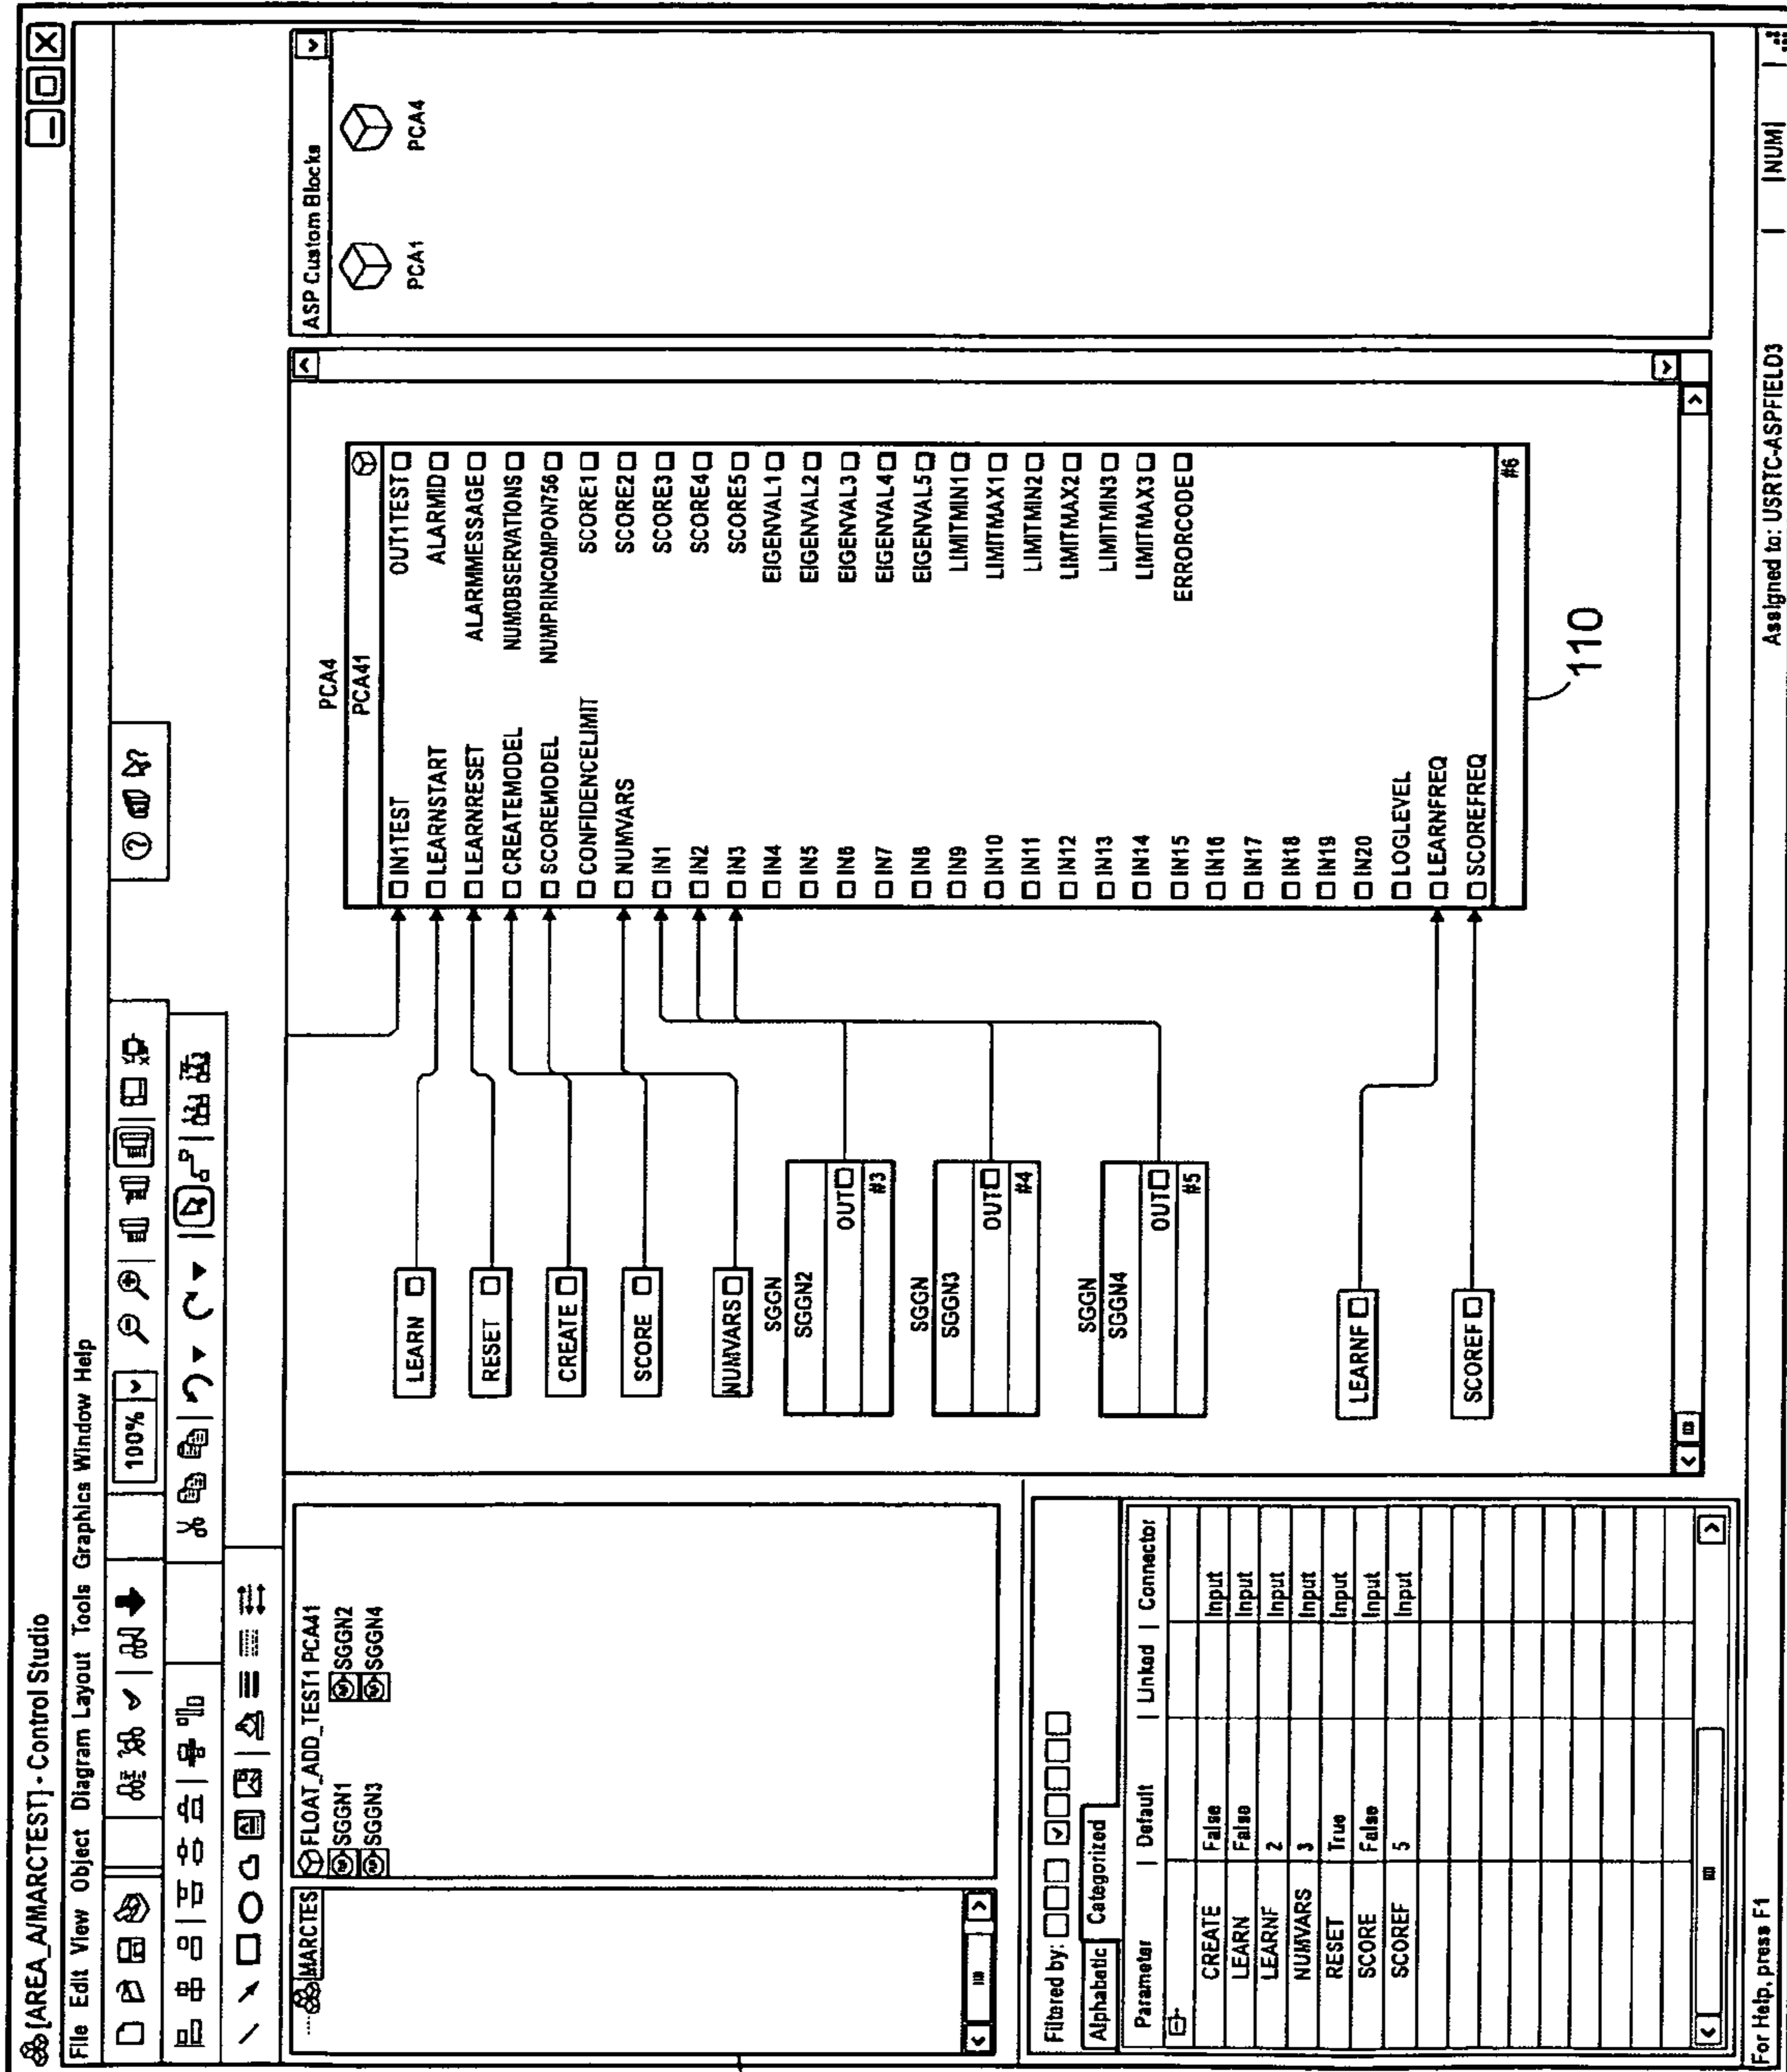 [AREA_A/MARCTEST] - Control Studio
File Edit View Object Diagram Layout Tools Graphics Window Help
100%
MARCTES
FLOAT_ADD_TEST1 PCA41
SGGN1 SGGN2
SGGN3 SGGN4
Filtered by:
Alphabetic Categorized
Parameter | Default | Linked | Connector
CREATE False Input
LEARN False Input
LEARNF 2 Input
NUMVARS 3 Input
RESET True Input
SCORE False Input
SCOREF 5 Input
LEARN
RESET
CREATE
SCORE
NUMVARS
SGGN
SGGN2
OUT
#3
SGGN
SGGN3
OUT
#4
SGGN
SGGN4
OUT
#5
LEARNF
SCOREF
PCA4
PCA41
IN1TEST OUT1TEST
LEARNSTART ALARMID
LEARNRESET ALARMMESSAGE
CREATEMODEL NUMOBSERVATIONS
SCOREMODEL NUMPRINCOMPON756
CONFIDENCELIMIT SCORE1
NUMVARS SCORE2
IN1 SCORE3
IN2 SCORE4
IN3 SCORE5
IN4 EIGENVAL1
IN5 EIGENVAL2
IN6 EIGENVAL3
IN7 EIGENVAL4
IN8 EIGENVAL5
IN9 LIMITMIN1
IN10 LIMITMAX1
IN11 LIMITMIN2
IN12 LIMITMAX2
IN13 LIMITMIN3
IN14 LIMITMAX3
IN15 ERRORCODE
IN16
IN17
IN18
IN19
IN20
LOGLEVEL
LEARNFREQ
SCOREFREQ
#6
110
ASP Custom Blocks
PCA1 PCA4
For Help, press F1 Assigned to: USRTC-ASPFIELD3 NUM